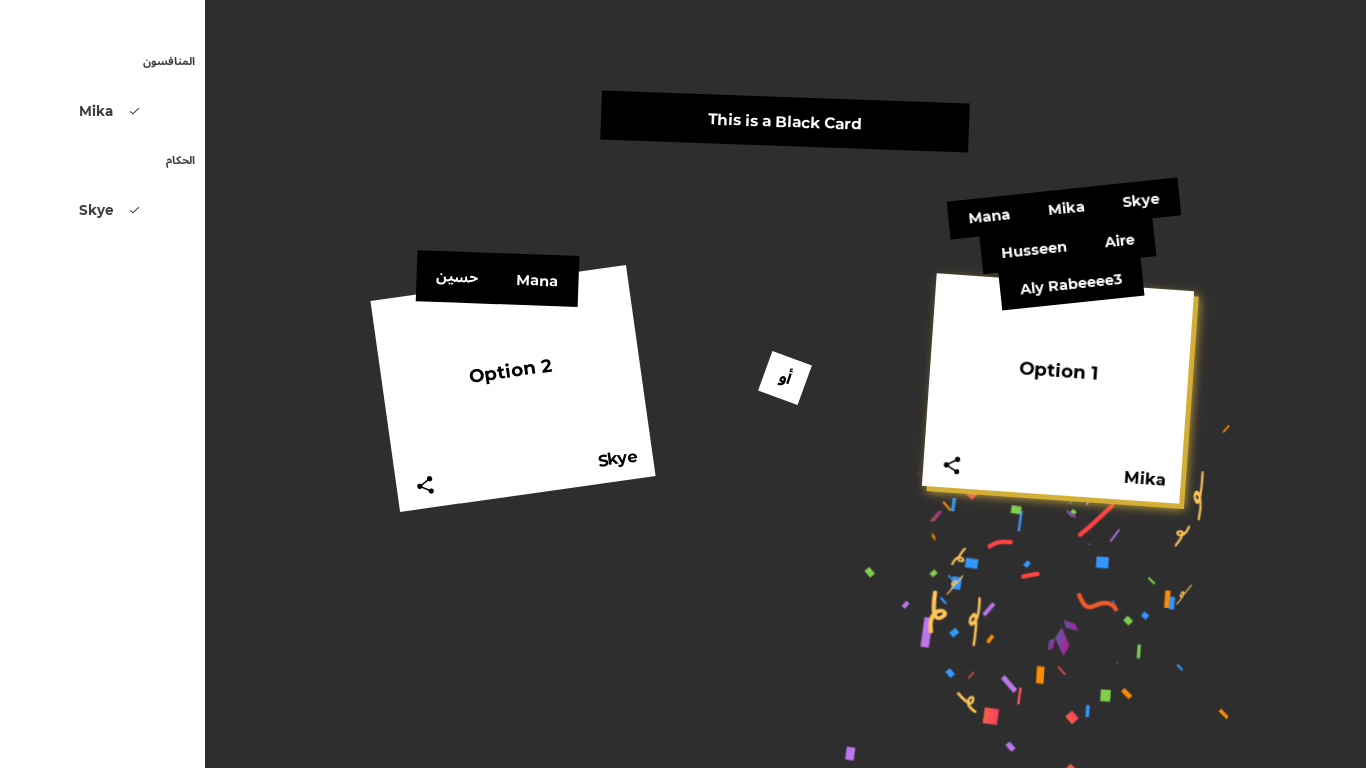 المنافسون
Mika
الحكام
Skye
This is a Black Card
Mana Mika Skye
Husseen Aire
Aly Rabeeee3
Option 1
Mika
أو
حسين Mana
Option 2
Skye